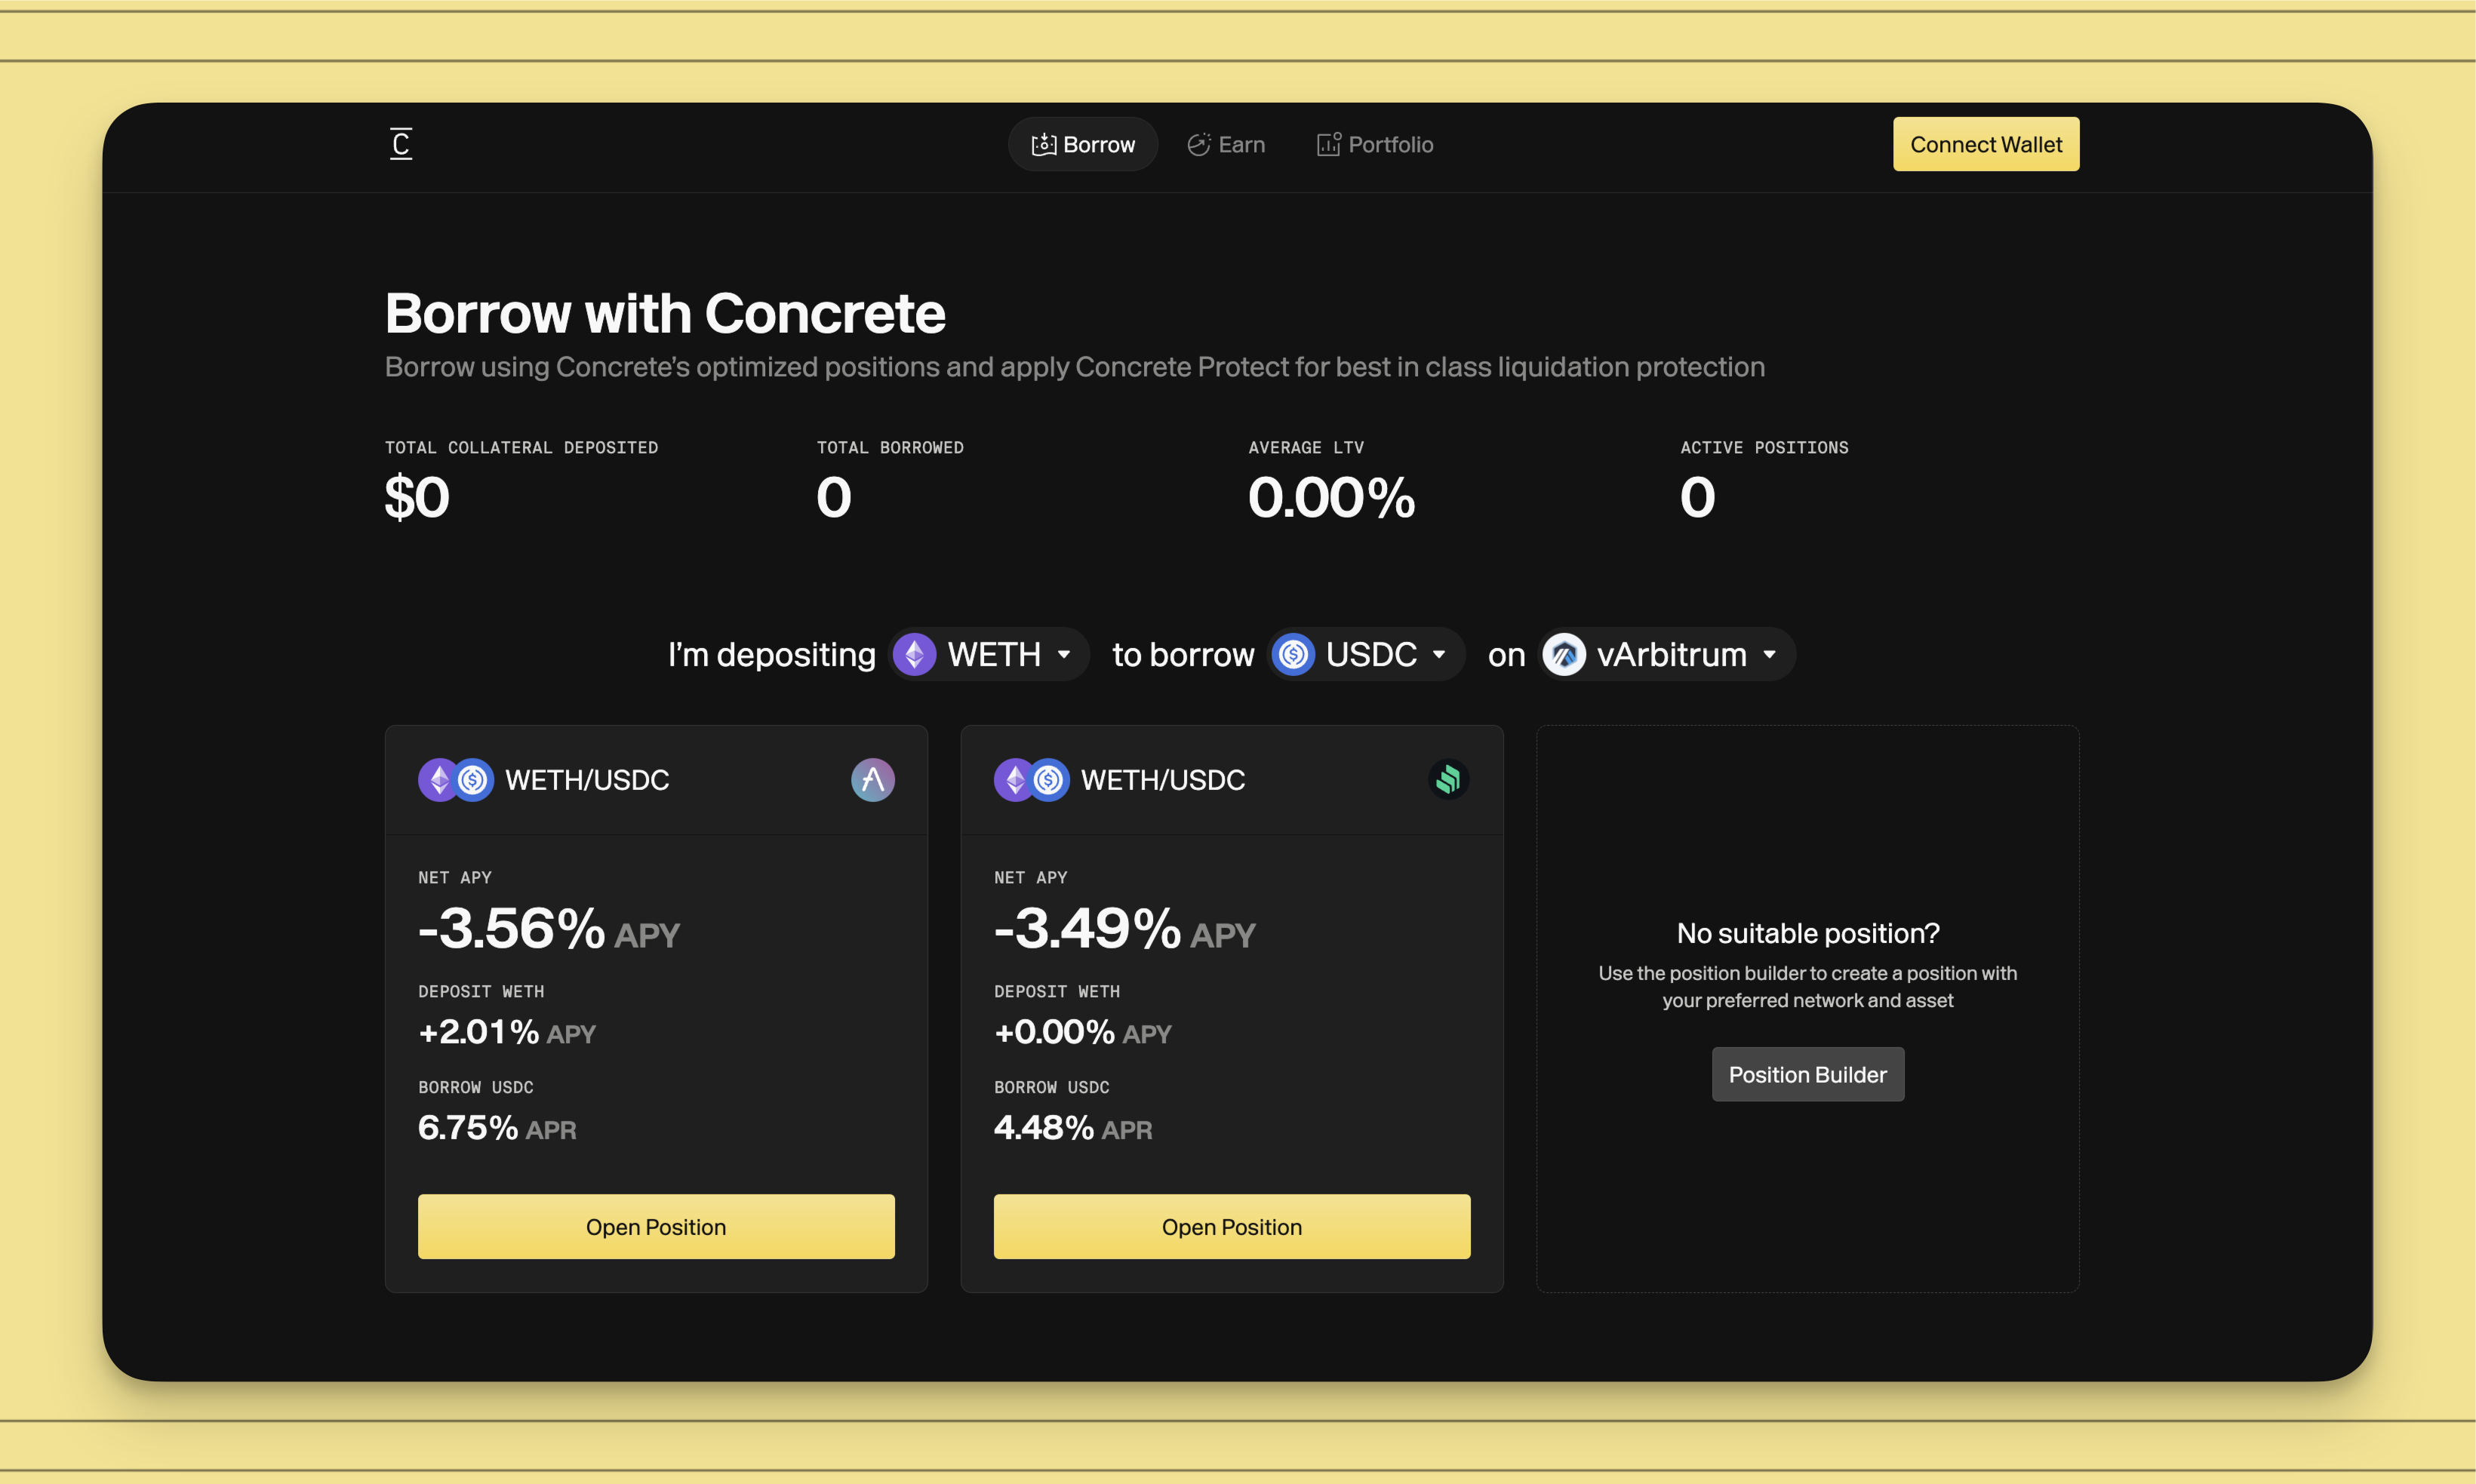 C
Borrow
Earn
Portfolio
Connect Wallet
Borrow with Concrete
Borrow using Concrete’s optimized positions and apply Concrete Protect for best in class liquidation protection
TOTAL COLLATERAL DEPOSITED
$0
TOTAL BORROWED
0
AVERAGE LTV
0.00%
ACTIVE POSITIONS
0
I’m depositing WETH to borrow USDC on vArbitrum
WETH/USDC
NET APY
-3.56% APY
DEPOSIT WETH
+2.01% APY
BORROW USDC
6.75% APR
Open Position
WETH/USDC
NET APY
-3.49% APY
DEPOSIT WETH
+0.00% APY
BORROW USDC
4.48% APR
Open Position
No suitable position?
Use the position builder to create a position with
your preferred network and asset
Position Builder